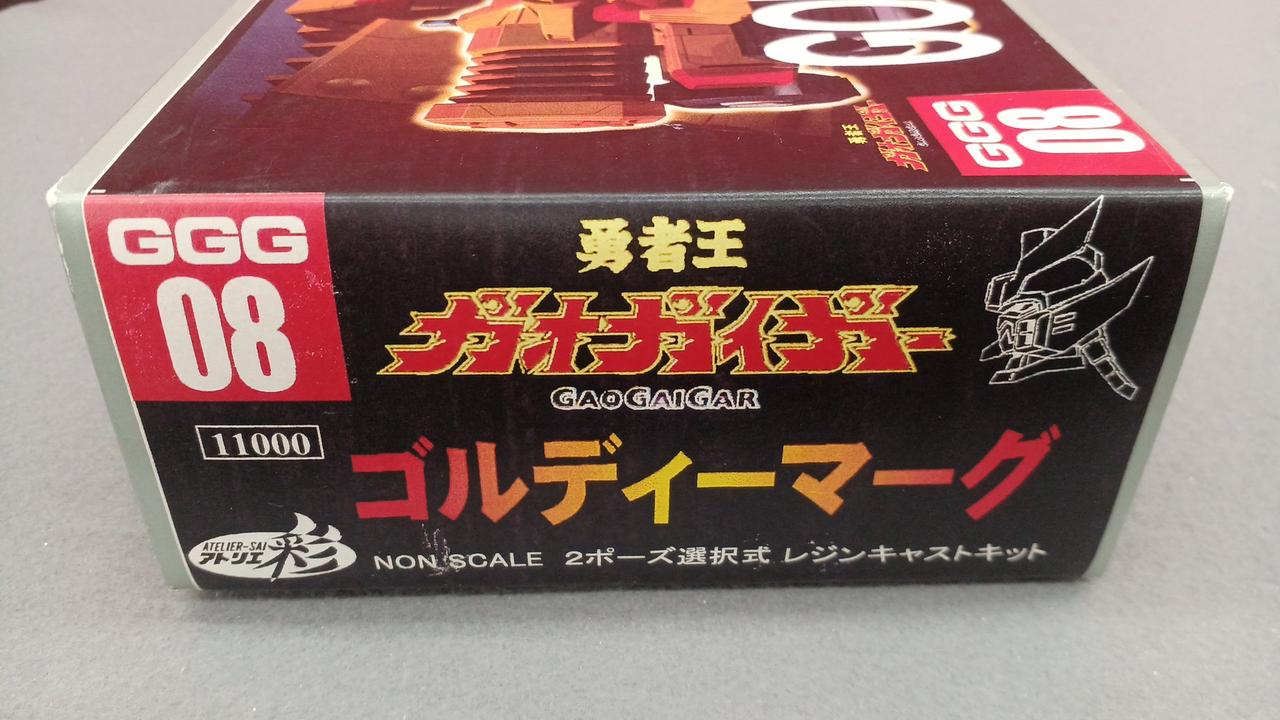 GO
勇者王
ガオガイガー
GGG
08
GGG
08
勇者王
ガオガイガー
GAOGAIGAR
11000
ゴルディーマーグ
ATELIER-SAI
アトリエ彩
NON SCALE 2ポーズ選択式 レジンキャストキット